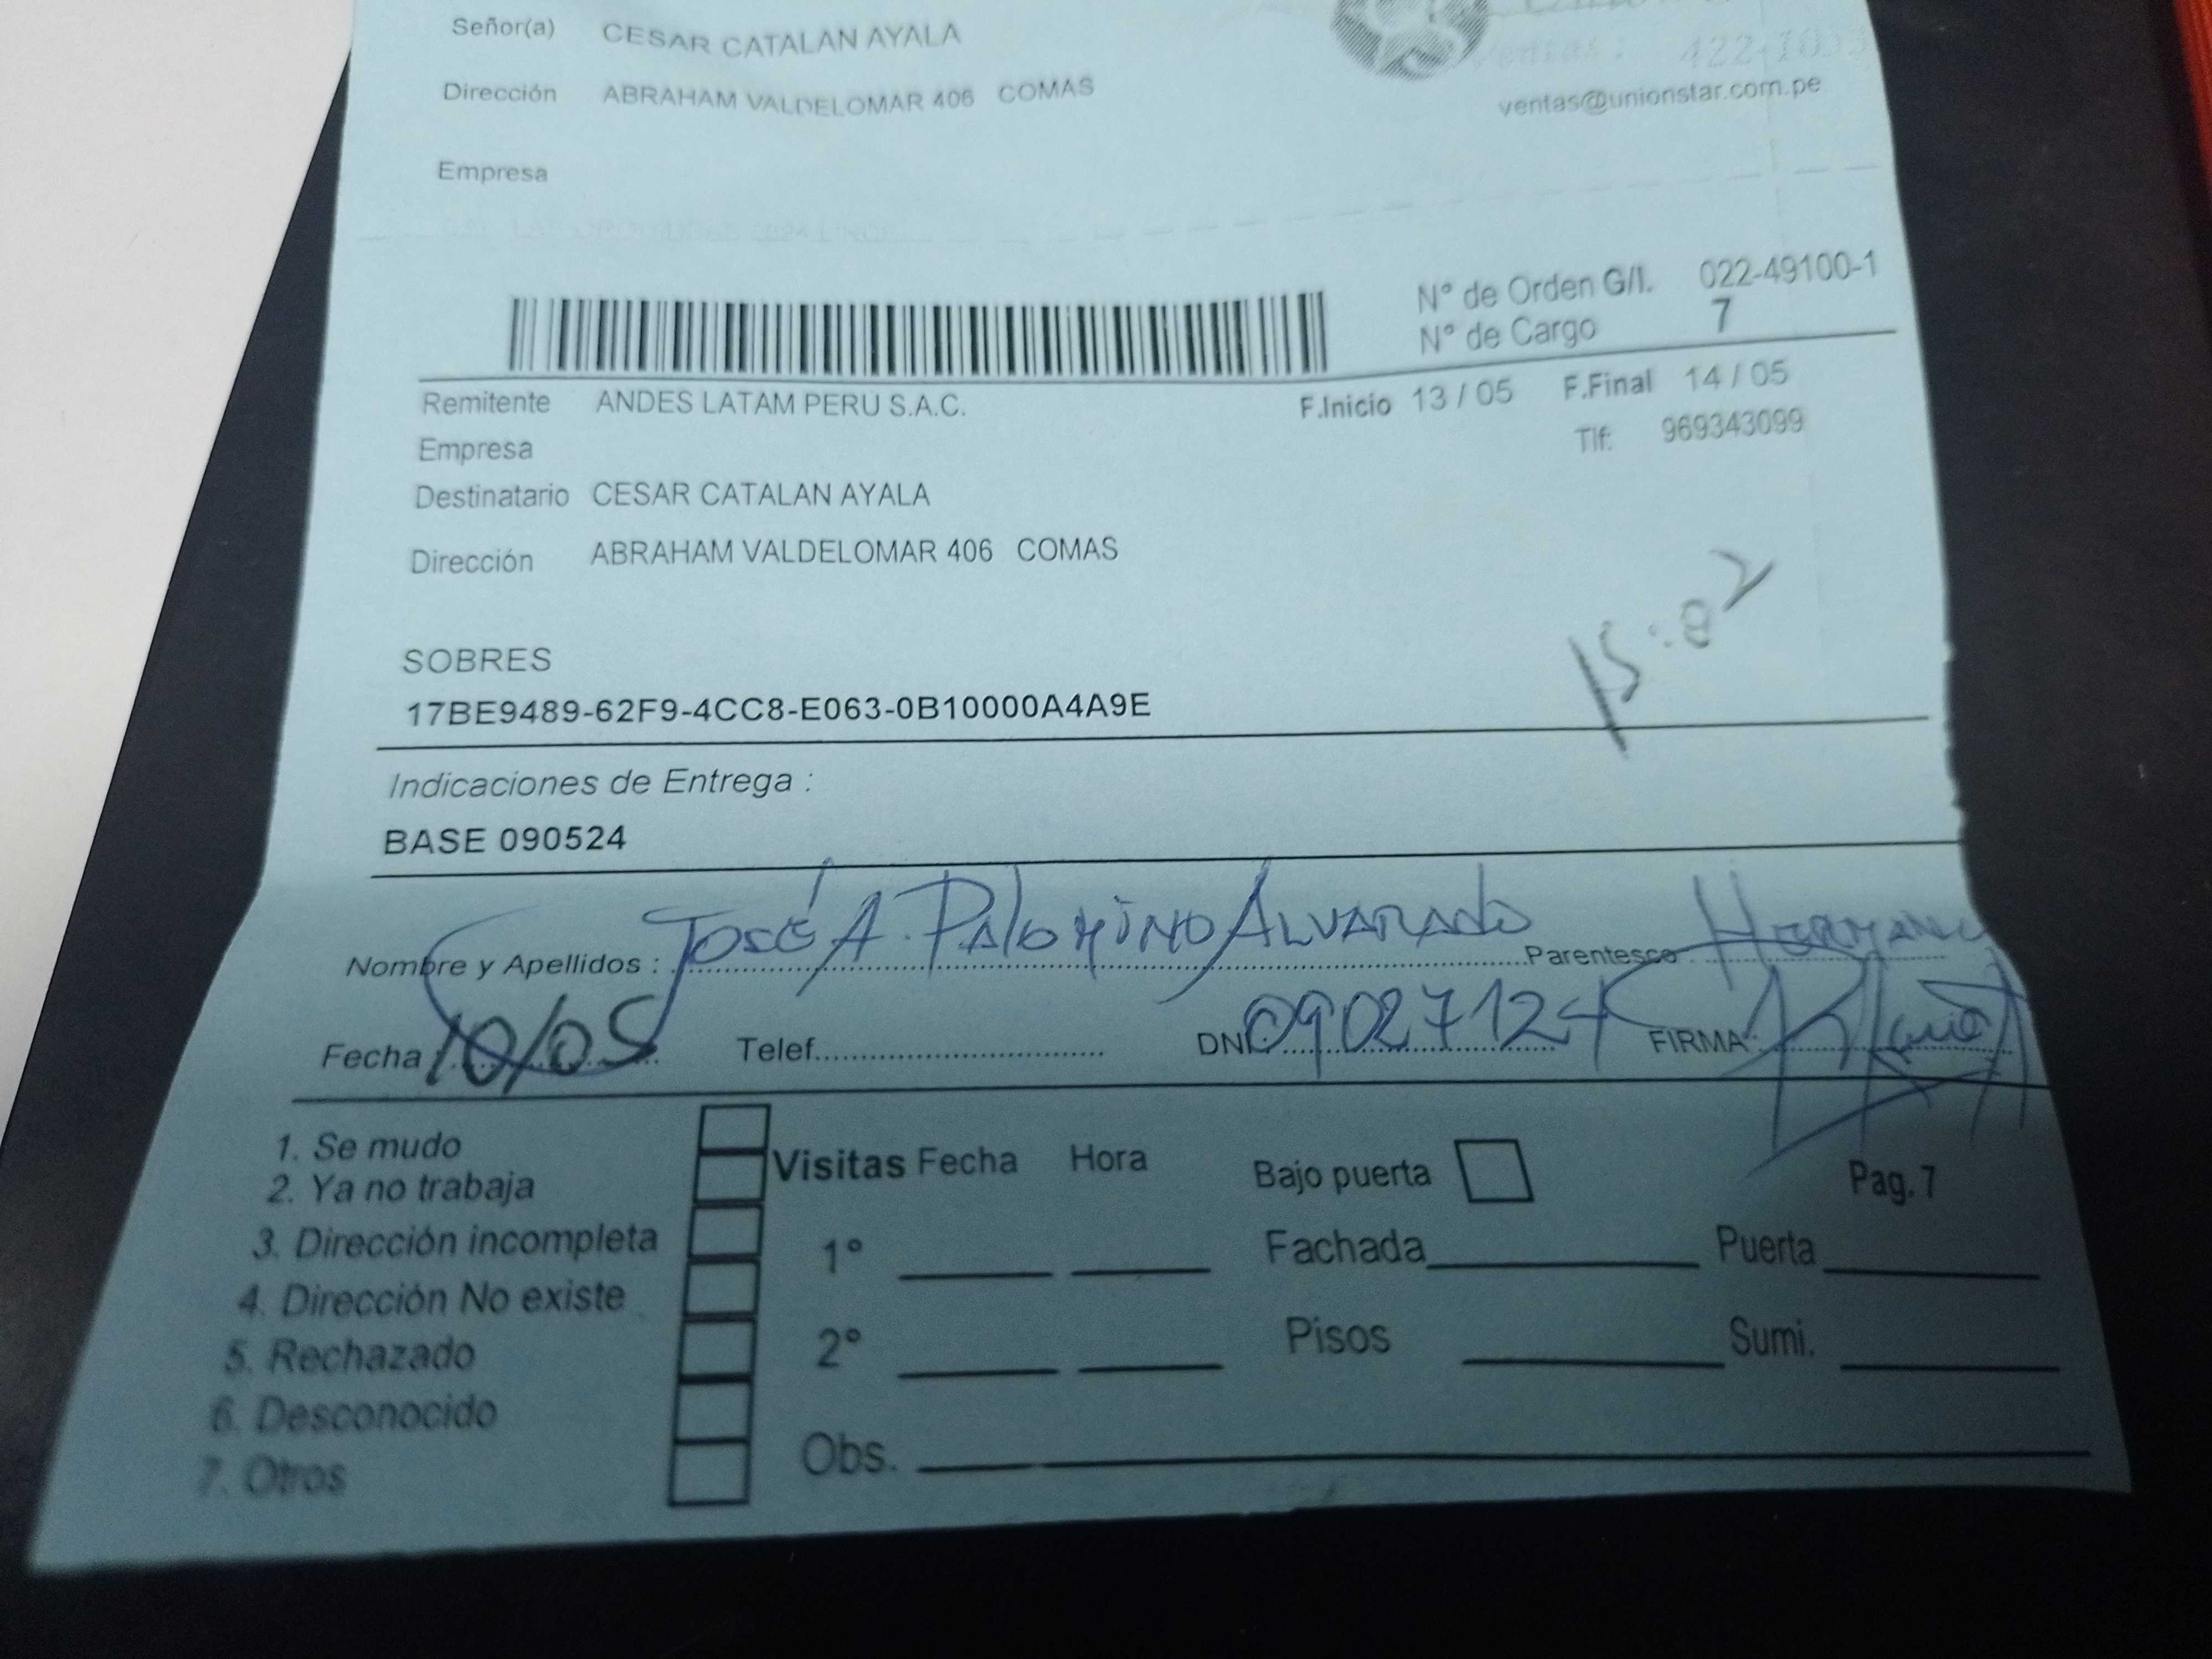 Señor(a) CESAR CATALAN AYALA
Dirección ABRAHAM VALDELOMAR 406 COMAS
ventas@unionstar.com.pe
Empresa
N° de Orden G/I. 022-49100-1
N° de Cargo 7
Remitente ANDES LATAM PERU S.A.C. F.Inicio 13 / 05 F.Final 14 / 05
Empresa Tlf: 969343099
Destinatario CESAR CATALAN AYALA
Dirección ABRAHAM VALDELOMAR 406 COMAS
15:02
SOBRES
17BE9489-62F9-4CC8-E063-0B10000A4A9E
Indicaciones de Entrega :
BASE 090524
Nombre y Apellidos : José A. Palomino Alvarado Parentesco Hermano
Fecha 10/05 Telef. DNI 09027124 FIRMA
1. Se mudo
2. Ya no trabaja Visitas Fecha Hora Bajo puerta Pag. 7
3. Dirección incompleta 1° Fachada Puerta
4. Dirección No existe
5. Rechazado 2° Pisos Sumi.
6. Desconocido
7. Otros Obs.